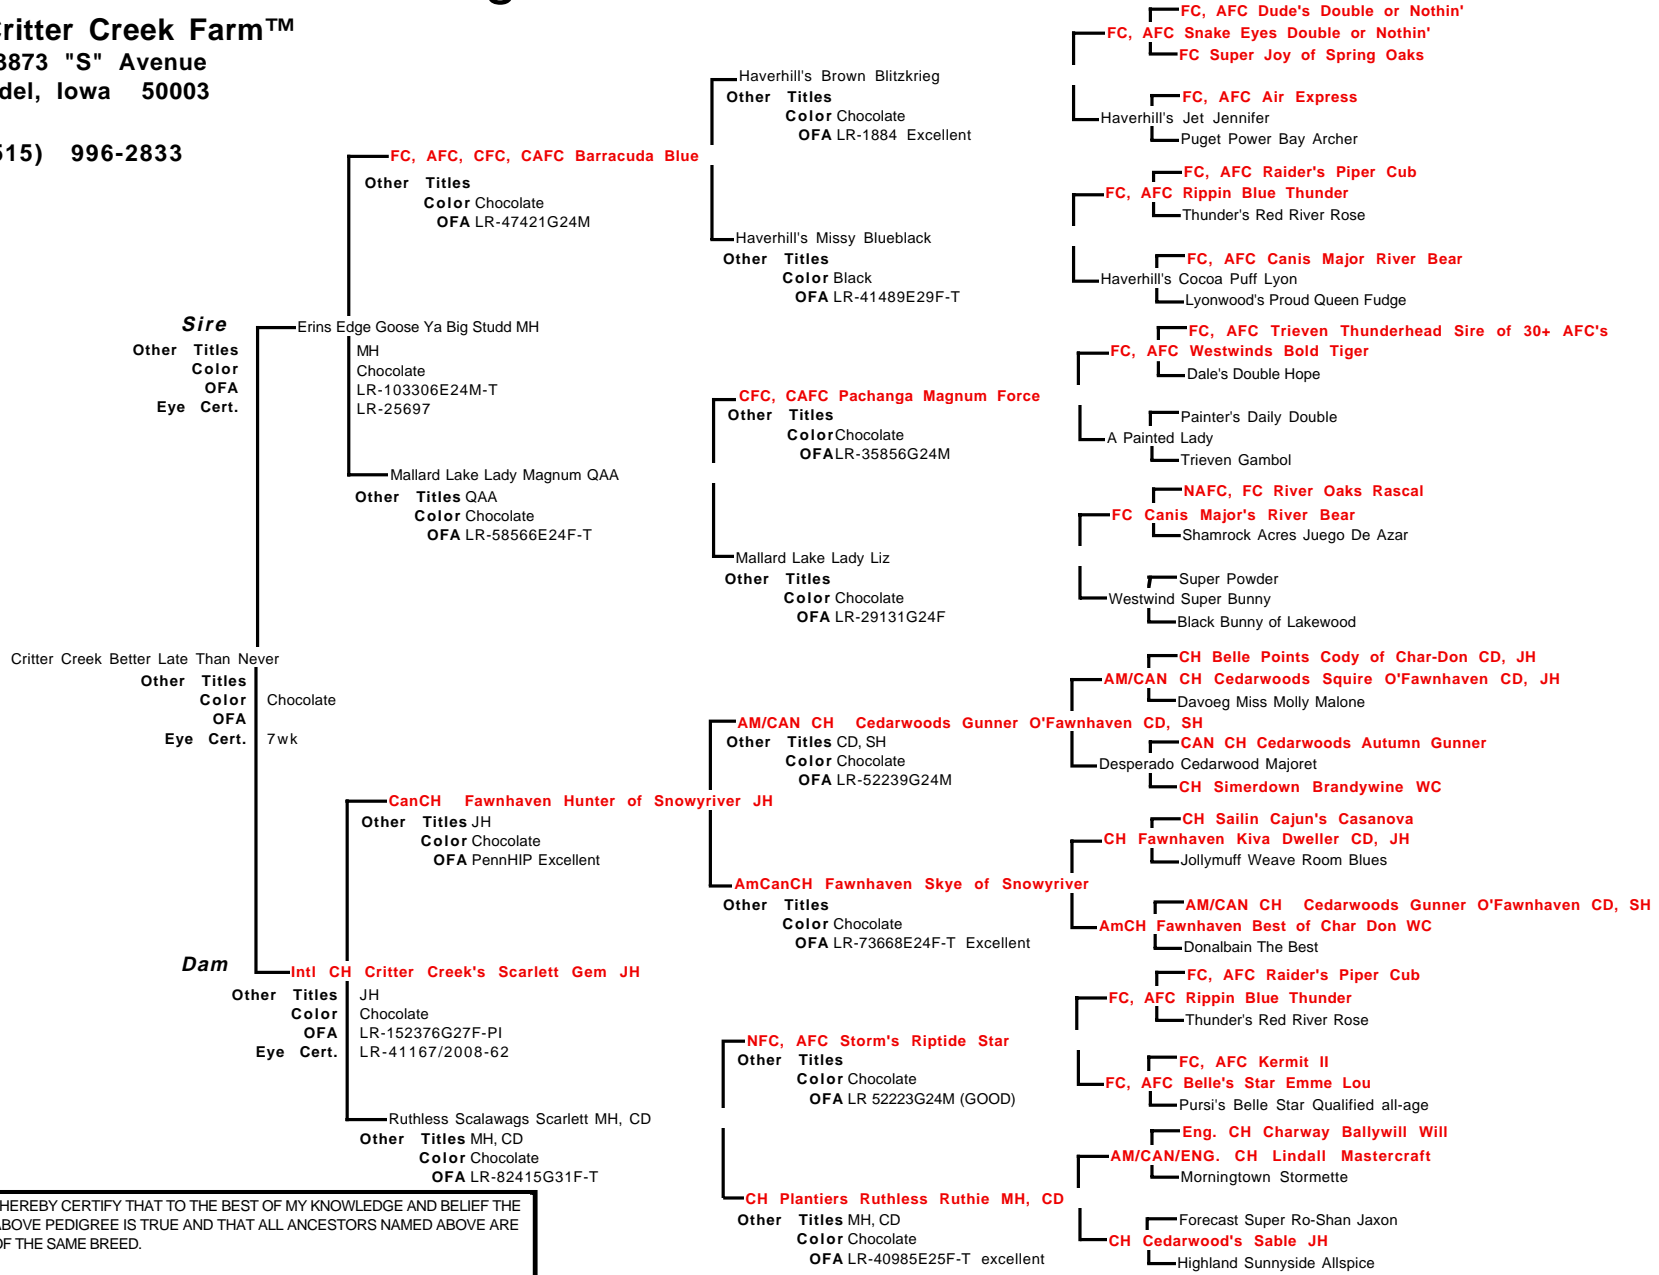 Critter Creek Farm™
3873 "S" Avenue
del, Iowa 50003
515) 996-2833
Critter Creek Better Late Than Never
Other Titles
Color Chocolate
OFA
Eye Cert. 7wk
Sire
Erins Edge Goose Ya Big Studd MH
Other Titles MH
Color Chocolate
OFA LR-103306E24M-T
Eye Cert. LR-25697
Dam
Intl CH Critter Creek's Scarlett Gem JH
Other Titles JH
Color Chocolate
OFA LR-152376G27F-PI
Eye Cert. LR-41167/2008-62
FC, AFC, CFC, CAFC Barracuda Blue
Other Titles
Color Chocolate
OFA LR-47421G24M
Mallard Lake Lady Magnum QAA
Other Titles QAA
Color Chocolate
OFA LR-58566E24F-T
CanCH Fawnhaven Hunter of Snowyriver JH
Other Titles JH
Color Chocolate
OFA PennHIP Excellent
Ruthless Scalawags Scarlett MH, CD
Other Titles MH, CD
Color Chocolate
OFA LR-82415G31F-T
Haverhill's Brown Blitzkrieg
Other Titles
Color Chocolate
OFA LR-1884 Excellent
Haverhill's Missy Blueblack
Other Titles
Color Black
OFA LR-41489E29F-T
CFC, CAFC Pachanga Magnum Force
Other Titles
Color Chocolate
OFA LR-35856G24M
Mallard Lake Lady Liz
Other Titles
Color Chocolate
OFA LR-29131G24F
AM/CAN CH Cedarwoods Gunner O'Fawnhaven CD, SH
Other Titles CD, SH
Color Chocolate
OFA LR-52239G24M
AmCanCH Fawnhaven Skye of Snowyriver
Other Titles
Color Chocolate
OFA LR-73668E24F-T Excellent
NFC, AFC Storm's Riptide Star
Other Titles
Color Chocolate
OFA LR 52223G24M (GOOD)
CH Plantiers Ruthless Ruthie MH, CD
Other Titles MH, CD
Color Chocolate
OFA LR-40985E25F-T excellent
FC, AFC Dude's Double or Nothin'
FC, AFC Snake Eyes Double or Nothin'
FC Super Joy of Spring Oaks
FC, AFC Air Express
Haverhill's Jet Jennifer
Puget Power Bay Archer
FC, AFC Raider's Piper Cub
FC, AFC Rippin Blue Thunder
Thunder's Red River Rose
FC, AFC Canis Major River Bear
Haverhill's Cocoa Puff Lyon
Lyonwood's Proud Queen Fudge
FC, AFC Trieven Thunderhead Sire of 30+ AFC's
FC, AFC Westwinds Bold Tiger
Dale's Double Hope
Painter's Daily Double
A Painted Lady
Trieven Gambol
NAFC, FC River Oaks Rascal
FC Canis Major's River Bear
Shamrock Acres Juego De Azar
Super Powder
Westwind Super Bunny
Black Bunny of Lakewood
CH Belle Points Cody of Char-Don CD, JH
AM/CAN CH Cedarwoods Squire O'Fawnhaven CD, JH
Davoeg Miss Molly Malone
CAN CH Cedarwoods Autumn Gunner
Desperado Cedarwood Majoret
CH Simerdown Brandywine WC
CH Sailin Cajun's Casanova
CH Fawnhaven Kiva Dweller CD, JH
Jollymuff Weave Room Blues
AM/CAN CH Cedarwoods Gunner O'Fawnhaven CD, SH
AmCH Fawnhaven Best of Char Don WC
Donalbain The Best
FC, AFC Raider's Piper Cub
FC, AFC Rippin Blue Thunder
Thunder's Red River Rose
FC, AFC Kermit II
FC, AFC Belle's Star Emme Lou
Pursi's Belle Star Qualified all-age
Eng. CH Charway Ballywill Will
AM/CAN/ENG. CH Lindall Mastercraft
Morningtown Stormette
Forecast Super Ro-Shan Jaxon
CH Cedarwood's Sable JH
Highland Sunnyside Allspice
HEREBY CERTIFY THAT TO THE BEST OF MY KNOWLEDGE AND BELIEF THE
ABOVE PEDIGREE IS TRUE AND THAT ALL ANCESTORS NAMED ABOVE ARE
OF THE SAME BREED.